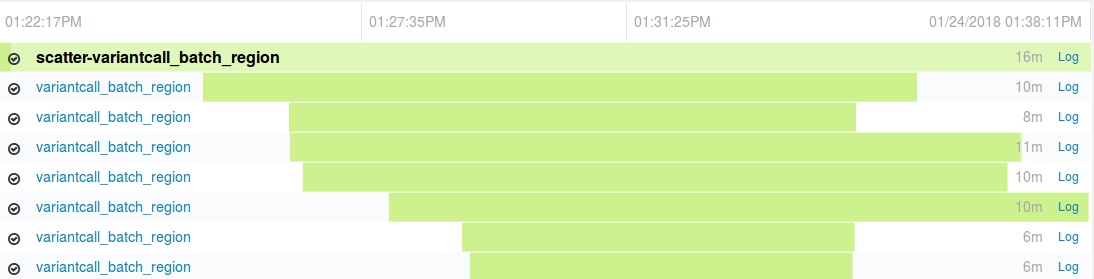 01:22:17PM 01:27:35PM 01:31:25PM 01/24/2018 01:38:11PM
scatter-variantcall_batch_region 16m Log
variantcall_batch_region 10m Log
variantcall_batch_region 8m Log
variantcall_batch_region 11m Log
variantcall_batch_region 10m Log
variantcall_batch_region 10m Log
variantcall_batch_region 6m Log
variantcall_batch_region 6m Log